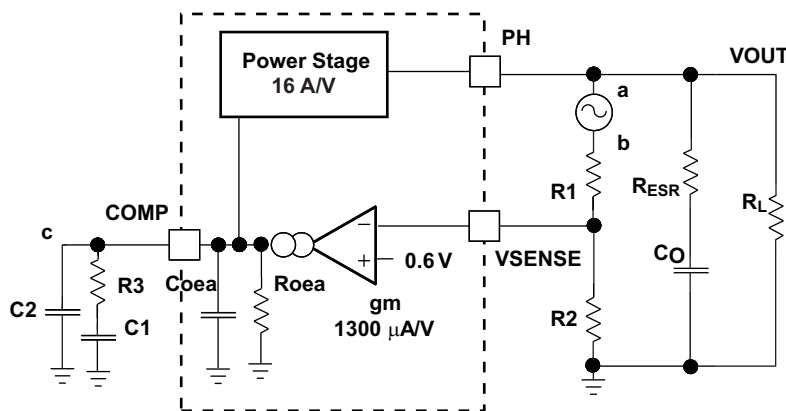 PH
Power Stage
16 A/V
VOUT
a
b
R1
RESR
RL
COMP
c
VSENSE
0.6 V
Coea
Roea
R3
CO
C2
C1
gm
1300 μA/V
R2